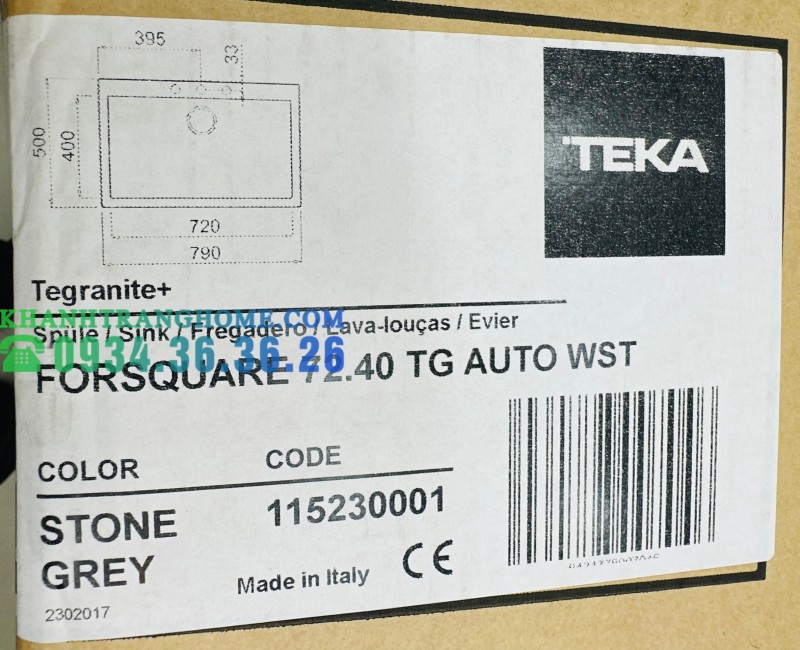 395
33
500
400
720
790
TEKA
Tegranite+
KHANHTRANGHOME.COM
Spüle / Sink / Fregadero / Lava-louças / Evier
0934.36.36.26
FORSQUARE 72.40 TG AUTO WST
COLOR
CODE
STONE
GREY
115230001
Made in Italy
CE
2302017